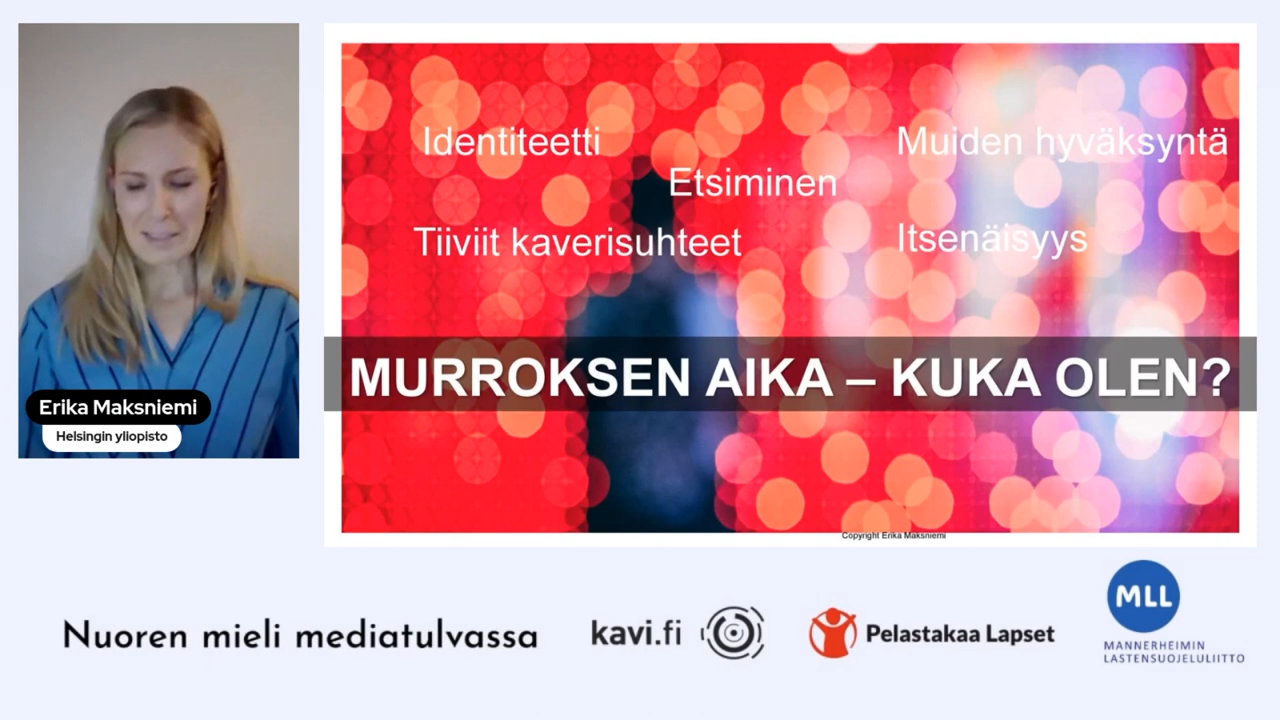 Erika Maksniemi
Helsingin yliopisto
Identiteetti
Muiden hyväksyntä
Etsiminen
Tiiviit kaverisuhteet
Itsenäisyys
MURROKSEN AIKA – KUKA OLEN?
Copyright Erika Maksniemi
Nuoren mieli mediatulvassa
kavi.fi
Pelastakaa Lapset
MLL
MANNERHEIMIN
LASTENSUOJELULIITTO